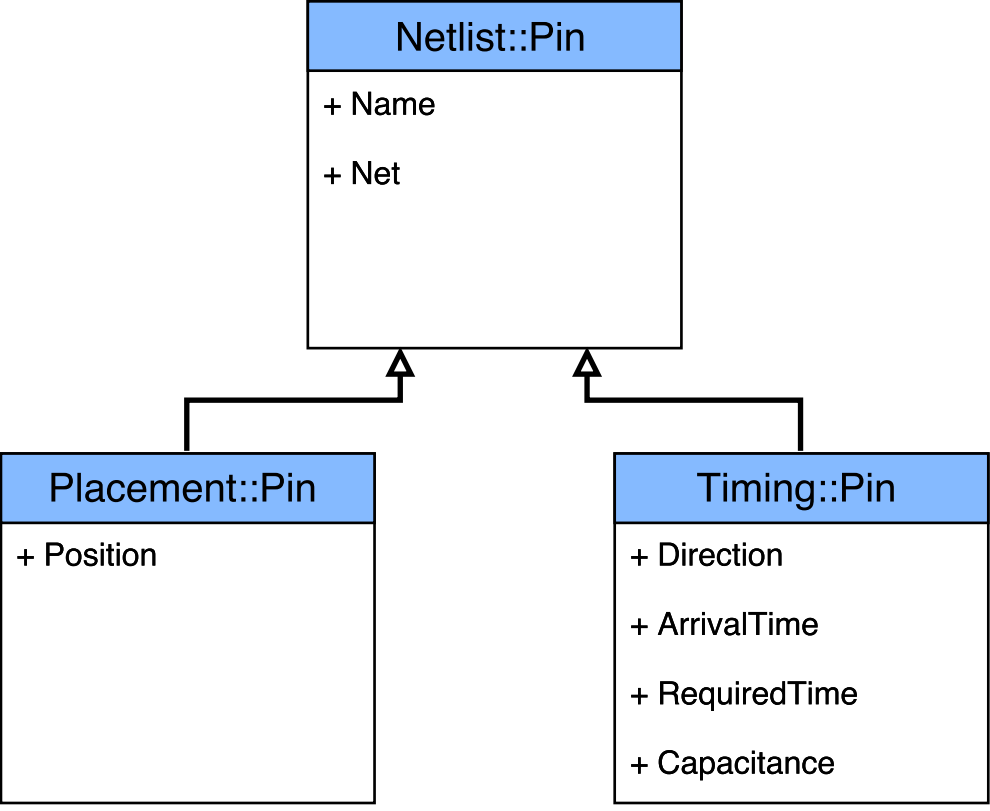 Netlist::Pin
+ Name
+ Net
Placement::Pin
+ Position
Timing::Pin
+ Direction
+ ArrivalTime
+ RequiredTime
+ Capacitance